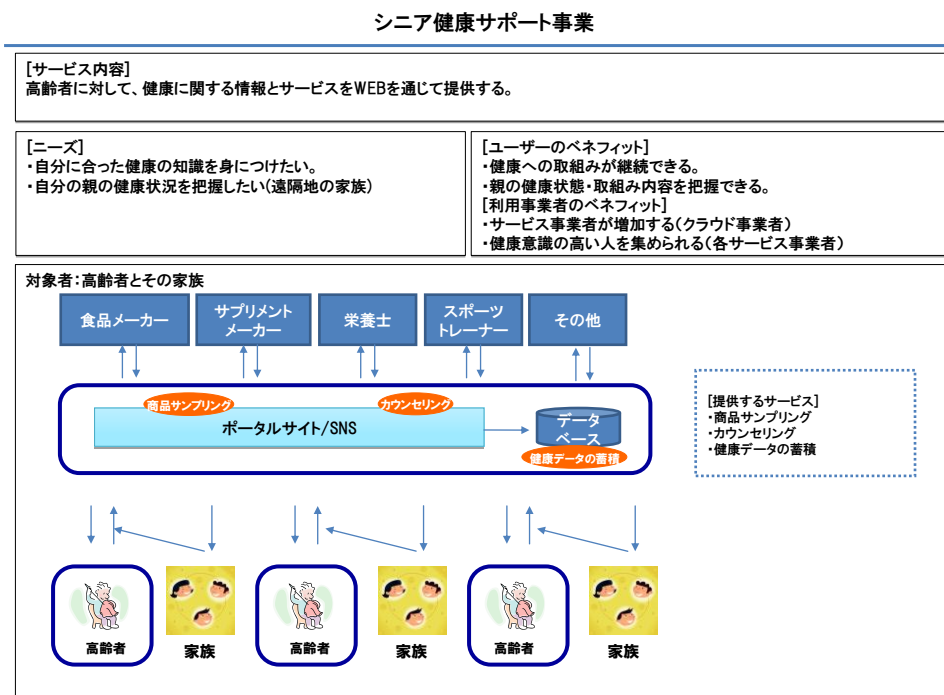 シニア健康サポート事業
[サービス内容]
高齢者に対して、健康に関する情報とサービスをWEBを通じて提供する。
[ニーズ]
・自分に合った健康の知識を身につけたい。
・自分の親の健康状況を把握したい(遠隔地の家族)
[ユーザーのベネフィット]
・健康への取組みが継続できる。
・親の健康状態・取組み内容を把握できる。
[利用事業者のベネフィット]
・サービス事業者が増加する(クラウド事業者)
・健康意識の高い人を集められる(各サービス事業者)
対象者:高齢者とその家族
食品メーカー
サプリメント
メーカー
栄養士
スポーツ
トレーナー
その他
商品サンプリング
カウンセリング
ポータルサイト/SNS
データ
ベース
健康データの蓄積
[提供するサービス]
・商品サンプリング
・カウンセリング
・健康データの蓄積
高齢者
家族
高齢者
家族
高齢者
家族